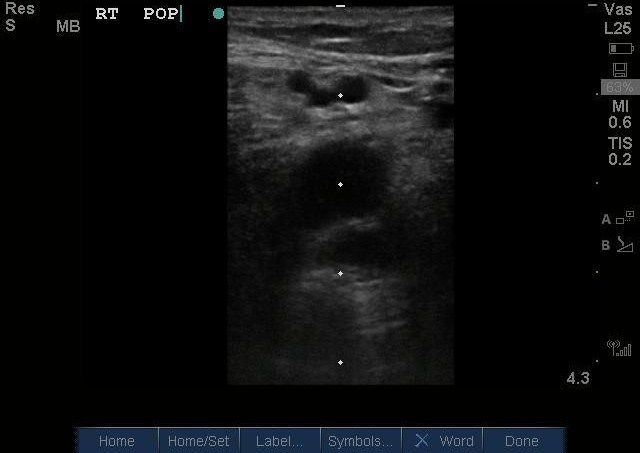 Res
S
MB
RT POP
Vas
L25
63%
MI
0.6
TIS
0.2
A
B
4.3
Home Home/Set Label... Symbols... X Word Done